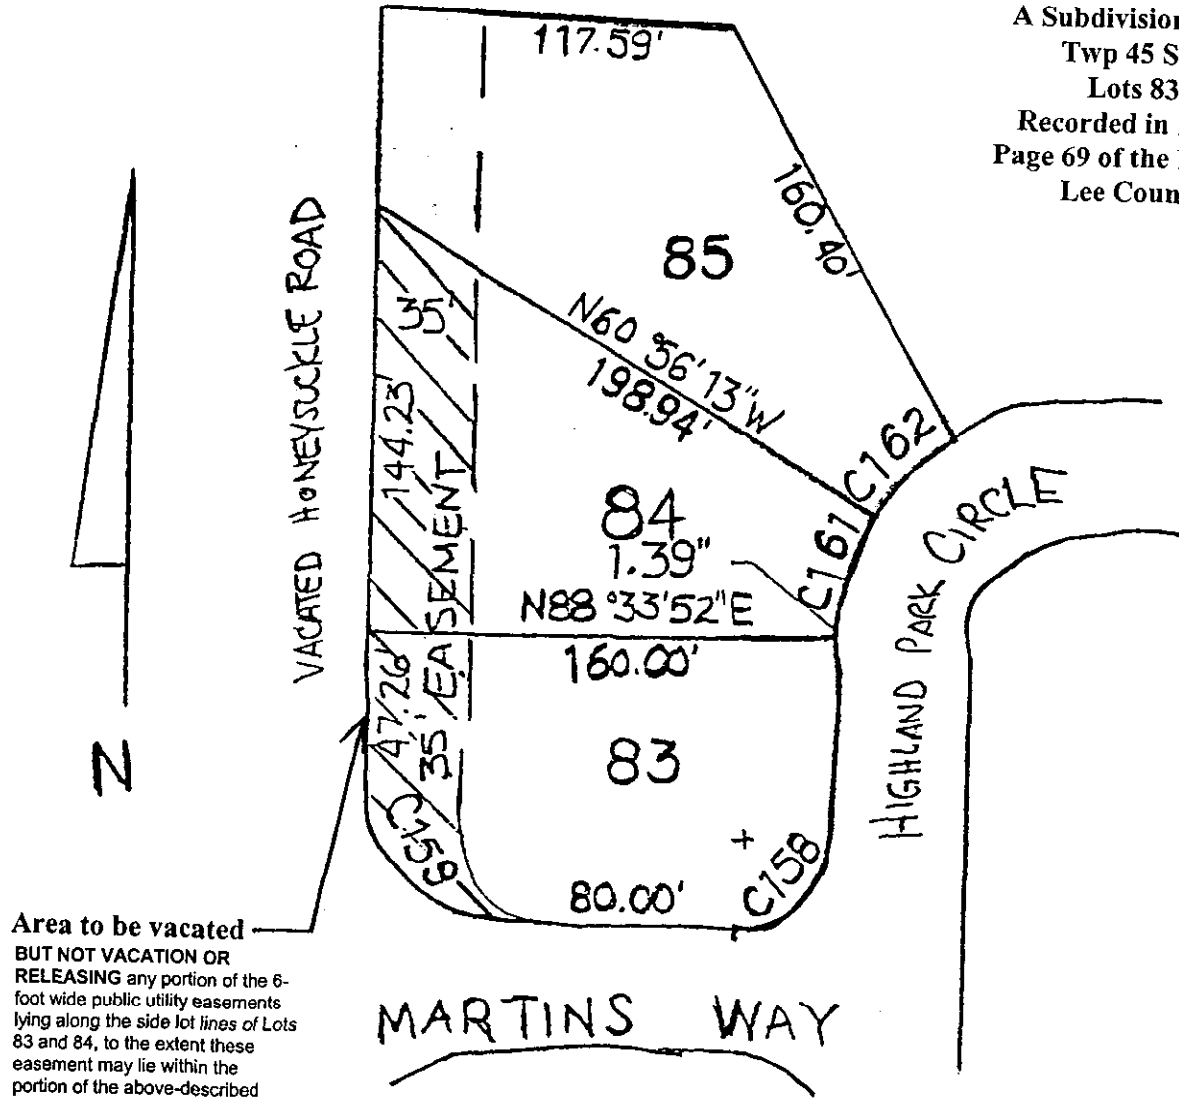 A Subdivision
Twp 45 S
Lots 83
Recorded in
Page 69 of the
Lee Coun
117.59'
160.40'
VACATED HONEYSUCKLE ROAD
85
35'
N60 °56'13"W
198.94'
C162
144.23'
EASEMENT
84
1.39"
C161
HIGHLAND PARK CIRCLE
N88 °33'52"E
160.00'
47.26'
35'
83
N
C159
+
C158
80.00'
Area to be vacated
BUT NOT VACATION OR
RELEASING any portion of the 6-
foot wide public utility easements
lying along the side lot lines of Lots
83 and 84, to the extent these
easement may lie within the
portion of the above-described
MARTINS WAY